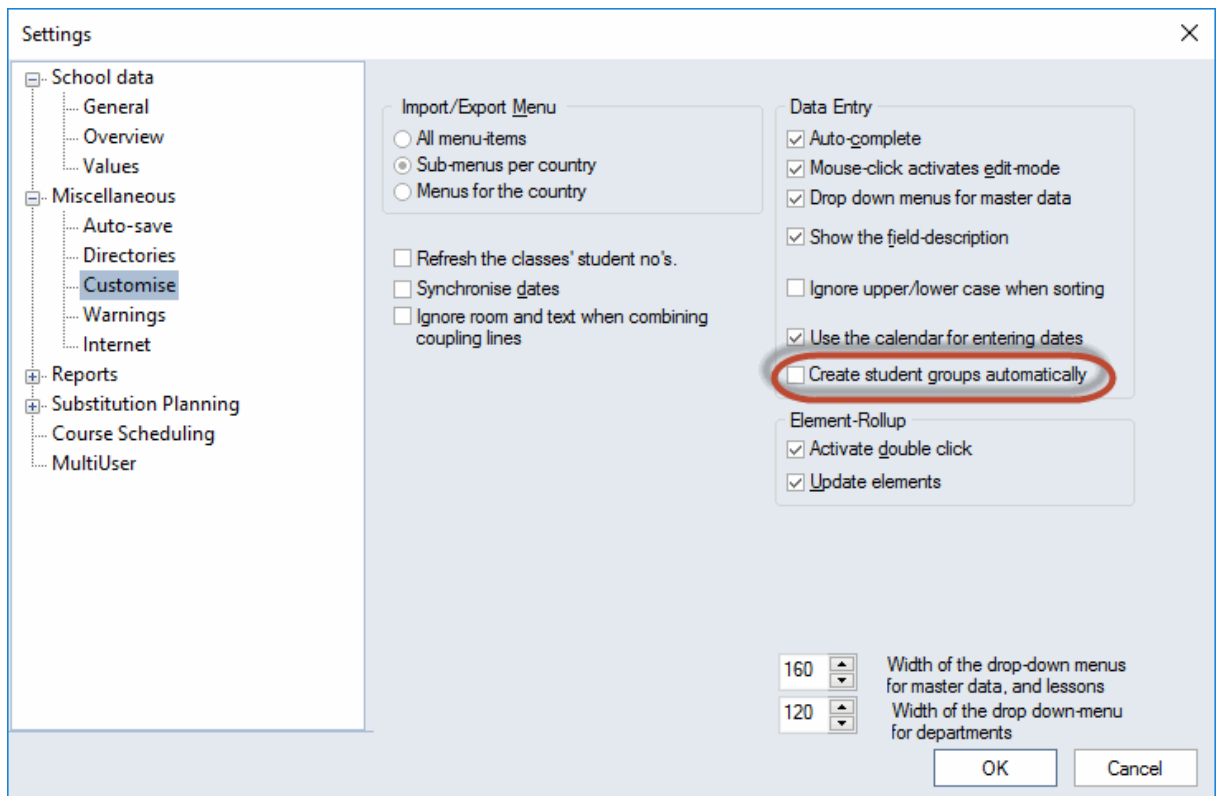 Settings
School data
General
Overview
Values
Miscellaneous
Auto-save
Directories
Customise
Warnings
Internet
Reports
Substitution Planning
Course Scheduling
MultiUser
Import/Export Menu
All menu-items
Sub-menus per country
Menus for the country
Refresh the classes' student no's.
Synchronise dates
Ignore room and text when combining
coupling lines
Data Entry
Auto-complete
Mouse-click activates edit-mode
Drop down menus for master data
Show the field-description
Ignore upper/lower case when sorting
Use the calendar for entering dates
Create student groups automatically
Element-Rollup
Activate double click
Update elements
160 Width of the drop-down menus
for master data, and lessons
120 Width of the drop down-menu
for departments
OK Cancel